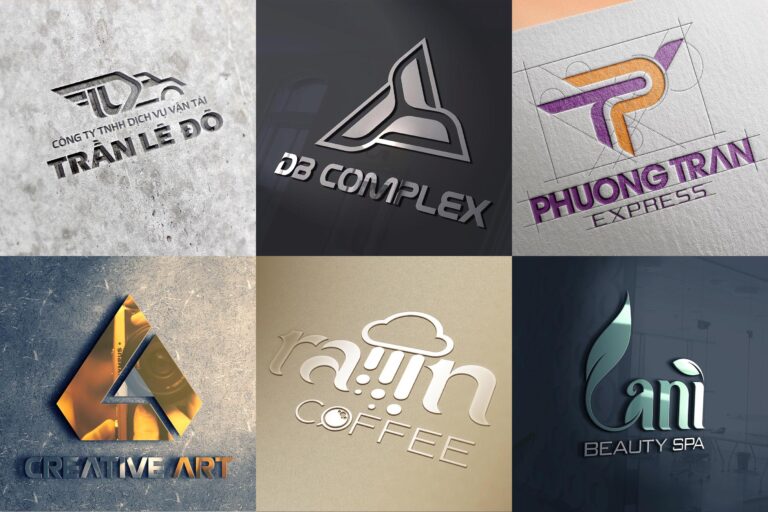 CÔNG TY TNHH DỊCH VỤ VẬN TẢI
TRẦN LÊ ĐÔ
DB COMPLEX
PHUONG TRAN
EXPRESS
CREATIVE ART
raiin
COFFEE
Lani
BEAUTY SPA